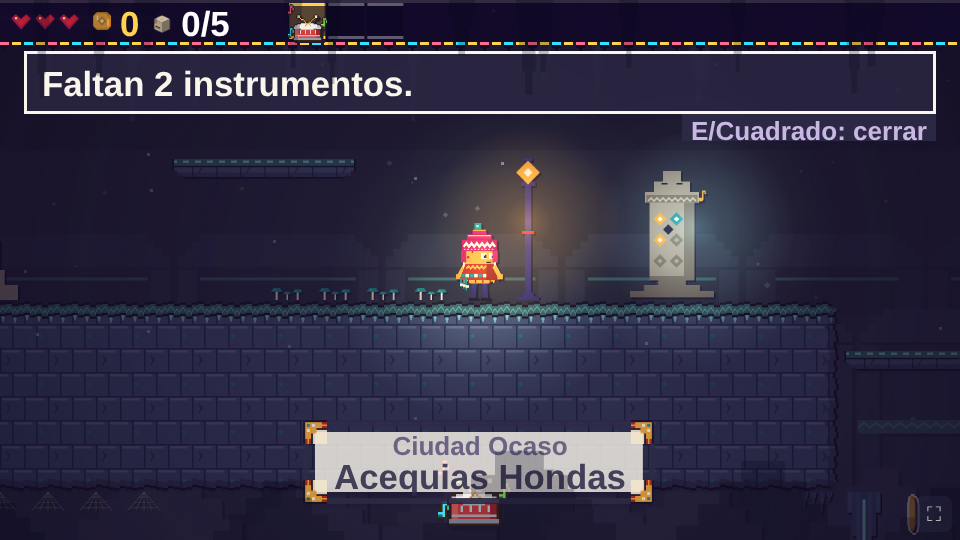 0 0/5
Faltan 2 instrumentos.
E/Cuadrado: cerrar
Ciudad Ocaso
Acequias Hondas